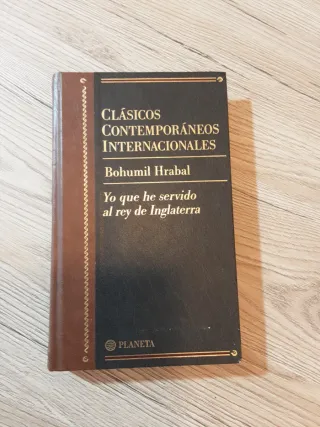 CLÁSICOS
CONTEMPORÁNEOS
INTERNACIONALES
Bohumil Hrabal
Yo que he servido
al rey de Inglaterra
PLANETA